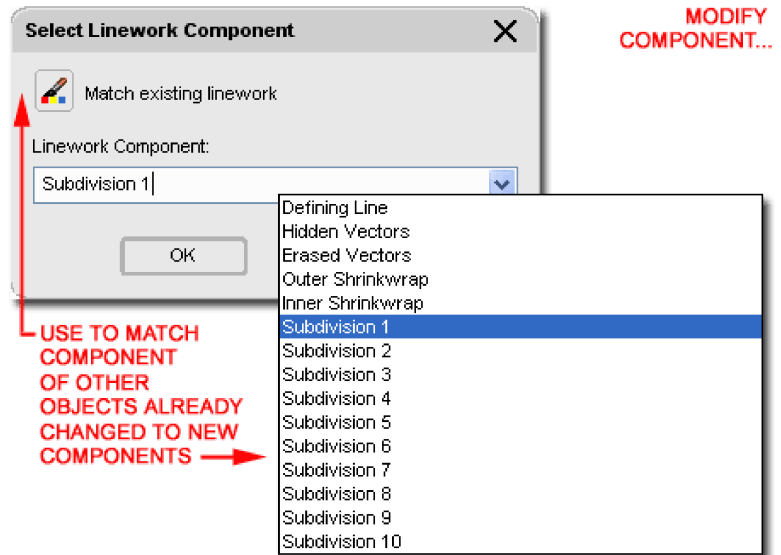 Select Linework Component
MODIFY
COMPONENT...
Match existing linework
Linework Component:
Subdivision 1
OK
Defining Line
Hidden Vectors
Erased Vectors
Outer Shrinkwrap
Inner Shrinkwrap
Subdivision 1
Subdivision 2
Subdivision 3
Subdivision 4
Subdivision 5
Subdivision 6
Subdivision 7
Subdivision 8
Subdivision 9
Subdivision 10
USE TO MATCH
COMPONENT
OF OTHER
OBJECTS ALREADY
CHANGED TO NEW
COMPONENTS